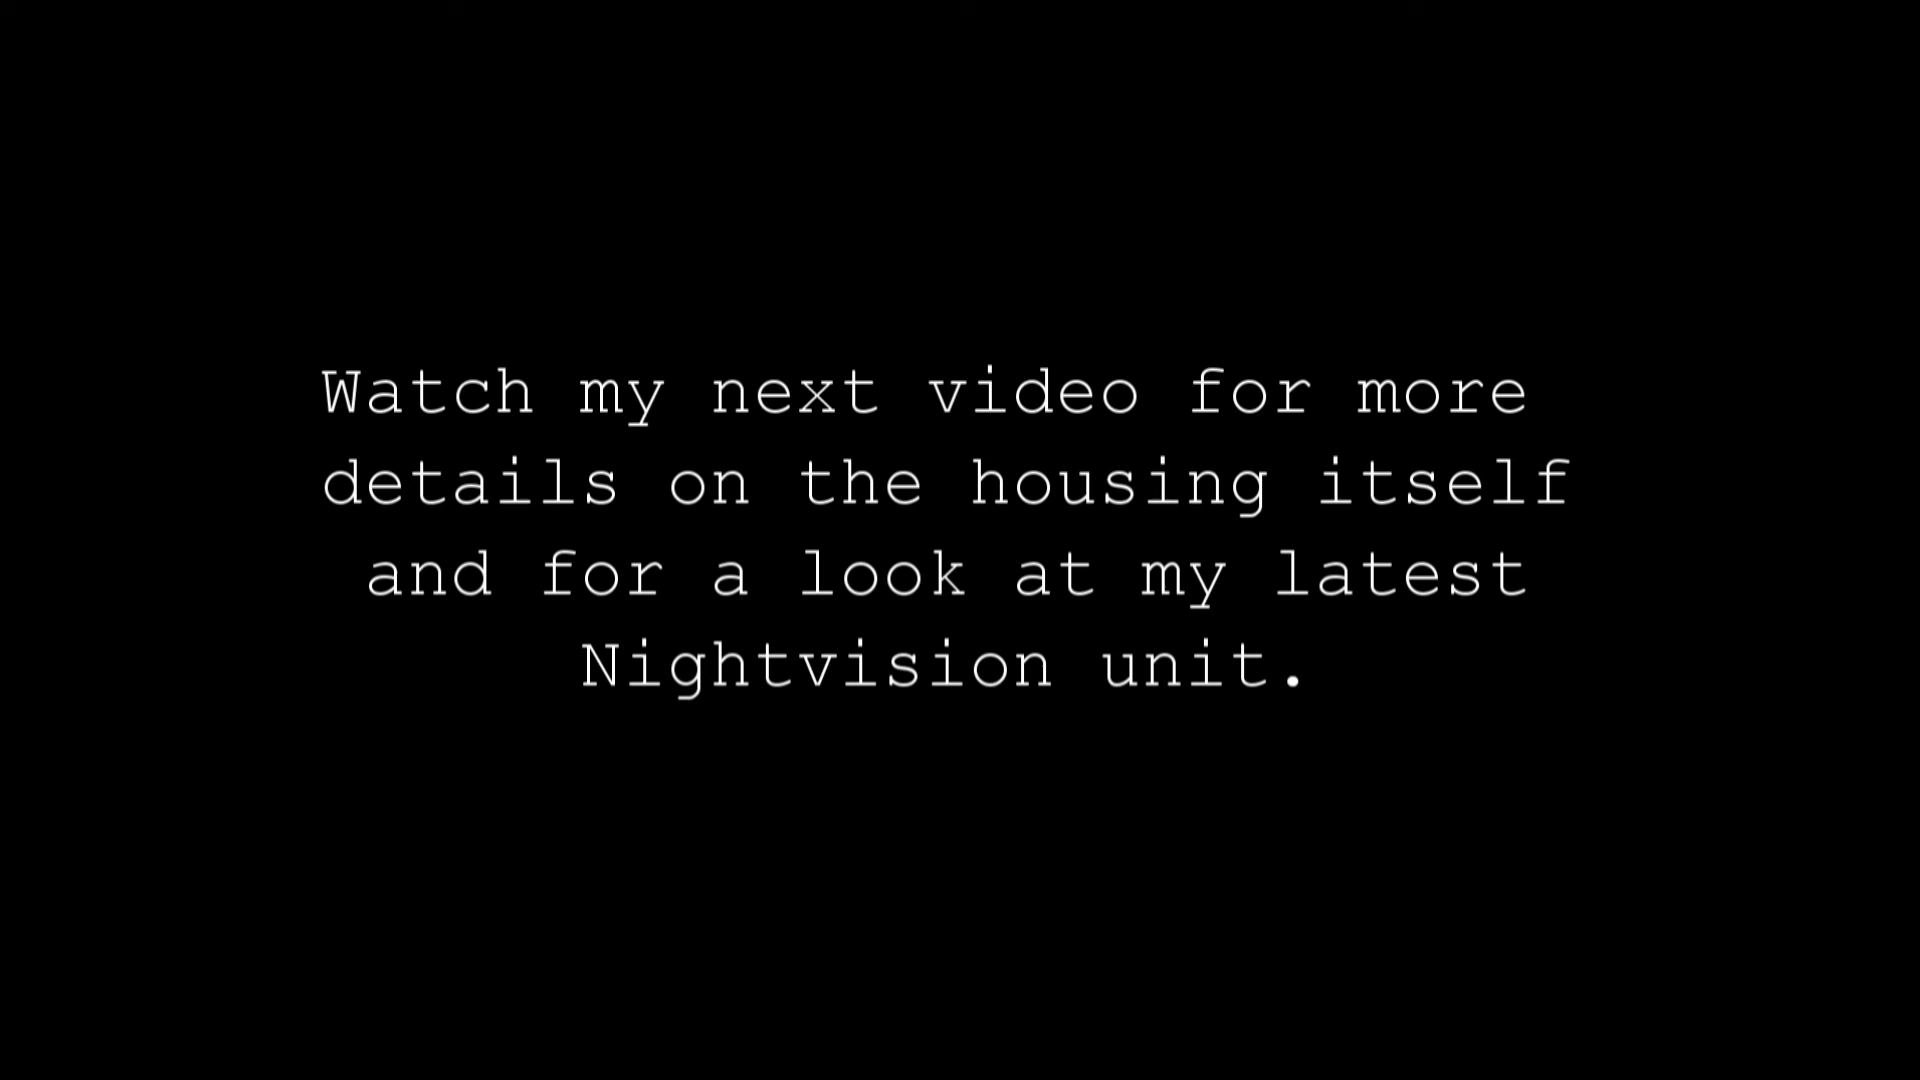 Watch my next video for more
details on the housing itself
and for a look at my latest
Nightvision unit.